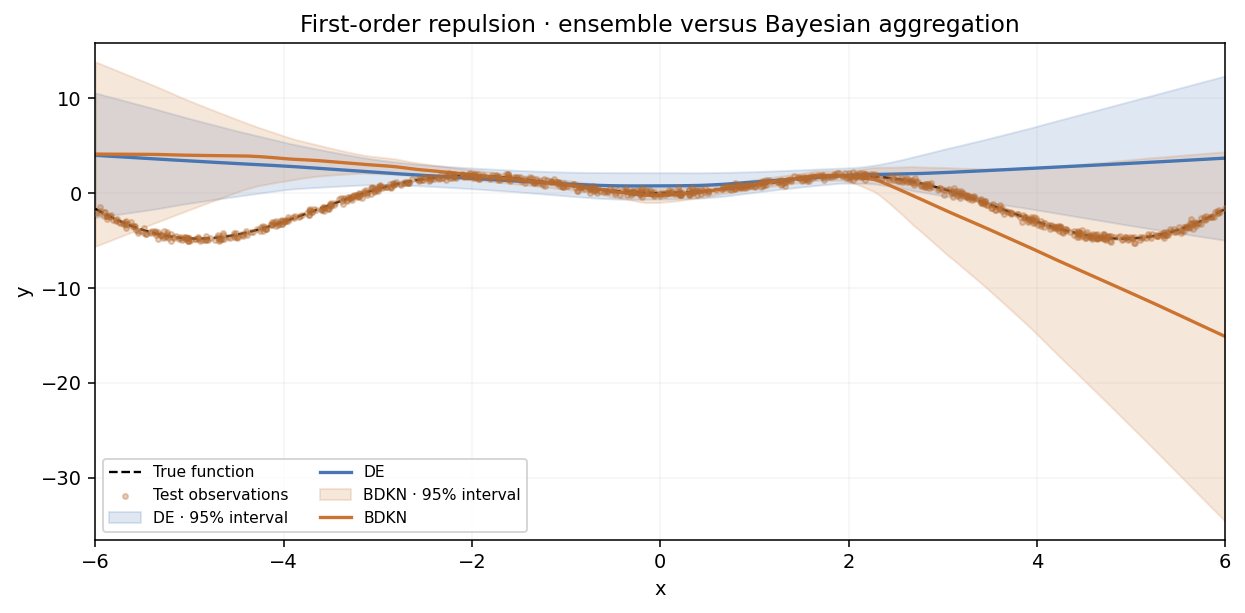 First-order repulsion · ensemble versus Bayesian aggregation
10
0
−10
−20
−30
y
True function
Test observations
DE · 95% interval
DE
BDKN · 95% interval
BDKN
−6
−4
−2
0
2
4
6
x